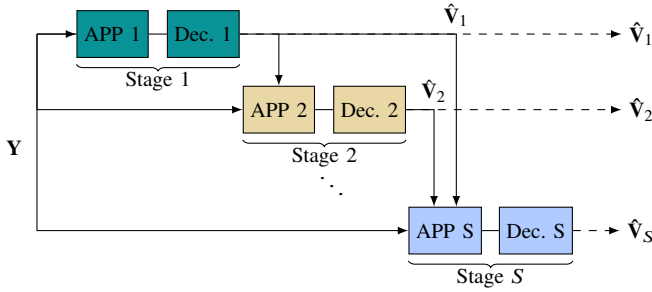 V̂₁
APP 1 Dec. 1 V̂₁
Stage 1
V̂₂
APP 2 Dec. 2 V̂₂
Stage 2
Y
⋱
APP S Dec. S V̂_S
Stage S